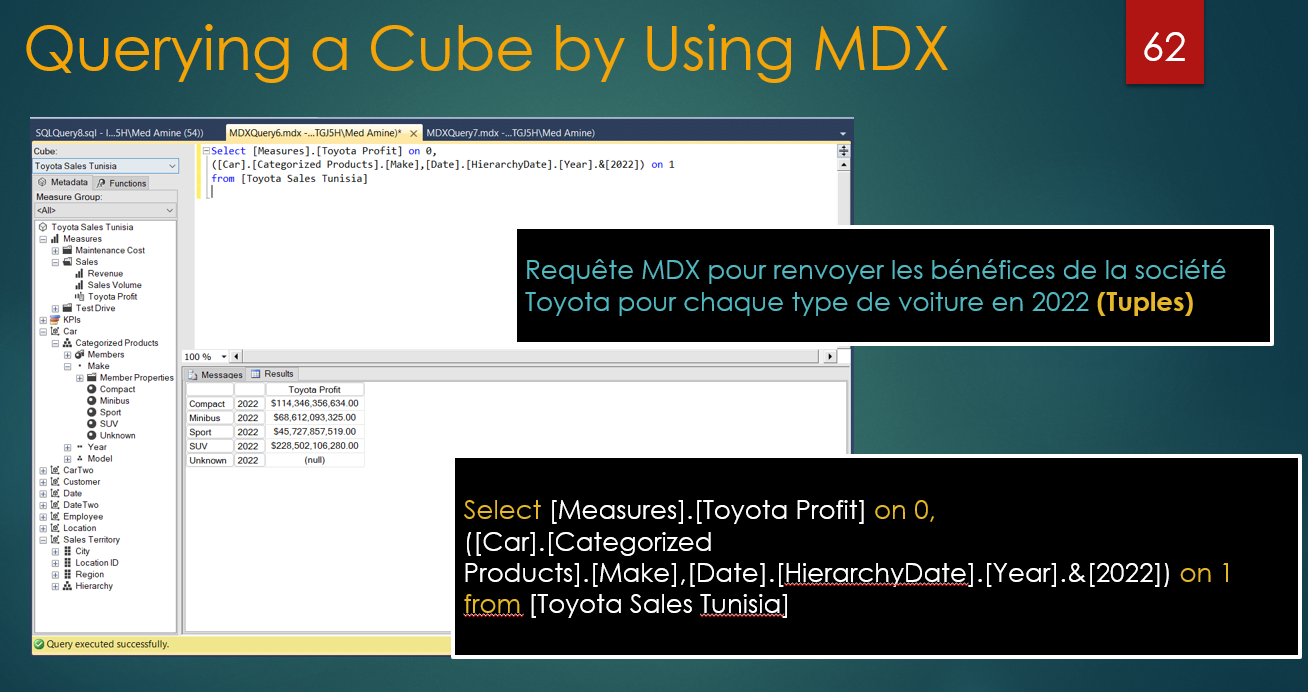 Querying a Cube by Using MDX
62
SQLQuery8.sql - I...5H\Med Amine (54))
MDXQuery6.mdx -...TGJ5H\Med Amine)*
MDXQuery7.mdx -...TGJ5H\Med Amine)
Cube:
Toyota Sales Tunisia
Metadata
Functions
Measure Group:
<All>
Toyota Sales Tunisia
Measures
Maintenance Cost
Sales
Revenue
Sales Volume
Toyota Profit
Test Drive
KPIs
Car
Categorized Products
Members
Make
Member Properties
Compact
Minibus
Sport
SUV
Unknown
Year
Model
CarTwo
Customer
Date
DateTwo
Employee
Location
Sales Territory
City
Location ID
Region
Hierarchy
Select [Measures].[Toyota Profit] on 0,
([Car].[Categorized Products].[Make],[Date].[HierarchyDate].[Year].&[2022]) on 1
from [Toyota Sales Tunisia]
100 %
Messages
Results
Toyota Profit
Compact 2022 $114,346,356,634.00
Minibus 2022 $68,612,093,325.00
Sport 2022 $45,727,857,519.00
SUV 2022 $228,502,106,280.00
Unknown 2022 (null)
Query executed successfully.
Requête MDX pour renvoyer les bénéfices de la société
Toyota pour chaque type de voiture en 2022 (Tuples)
Select [Measures].[Toyota Profit] on 0,
([Car].[Categorized
Products].[Make],[Date].[HierarchyDate].[Year].&[2022]) on 1
from [Toyota Sales Tunisia]